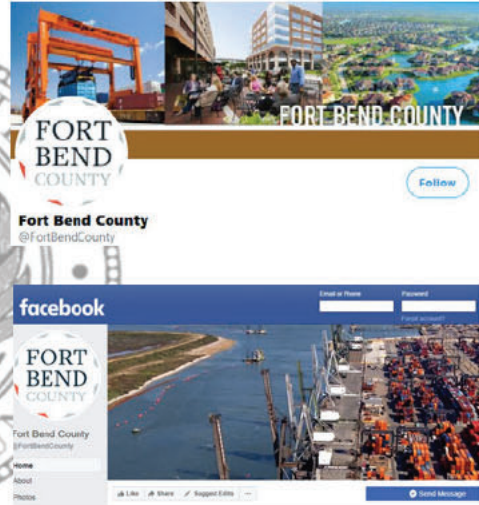 FORT BEND COUNTY
FORT
BEND
COUNTY
Follow
Fort Bend County
@FortBendCounty
facebook
Email or Phone
Password
Forgot account?
FORT
BEND
COUNTY
Fort Bend County
@FortBendCounty
Home
About
Photos
Like Share Suggest Edits ...
Send Message